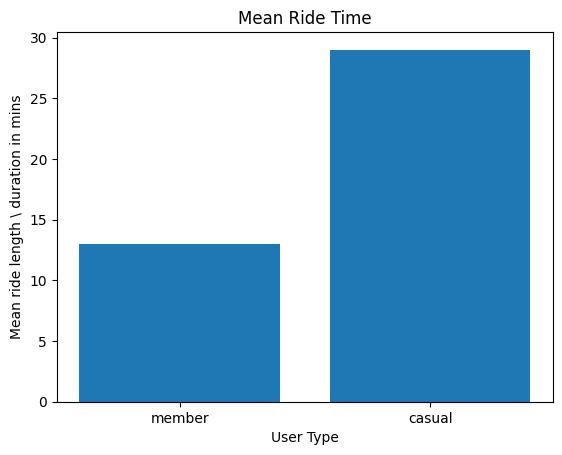 Mean Ride Time
Mean ride length \ duration in mins
30
25
20
15
10
5
0
member casual
User Type